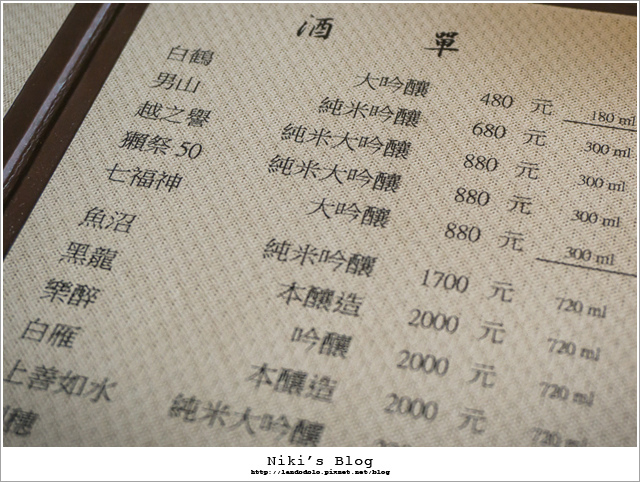 酒 單
白鶴 大吟釀 480 元 180 ml
男山 純米吟釀 680 元 300 ml
越之譽 純米大吟釀 880 元 300 ml
獺祭 50 純米大吟釀 880 元 300 ml
七福神 大吟釀 880 元 300 ml
魚沼 純米吟釀 1700 元 720 ml
黑龍 本釀造 2000 元 720 ml
樂醉 吟釀 2000 元 720 ml
白雁 本釀造 2000 元 720 ml
上善如水 純米大吟釀
穗
Niki's Blog
http://landodolo.pixnet.net/blog